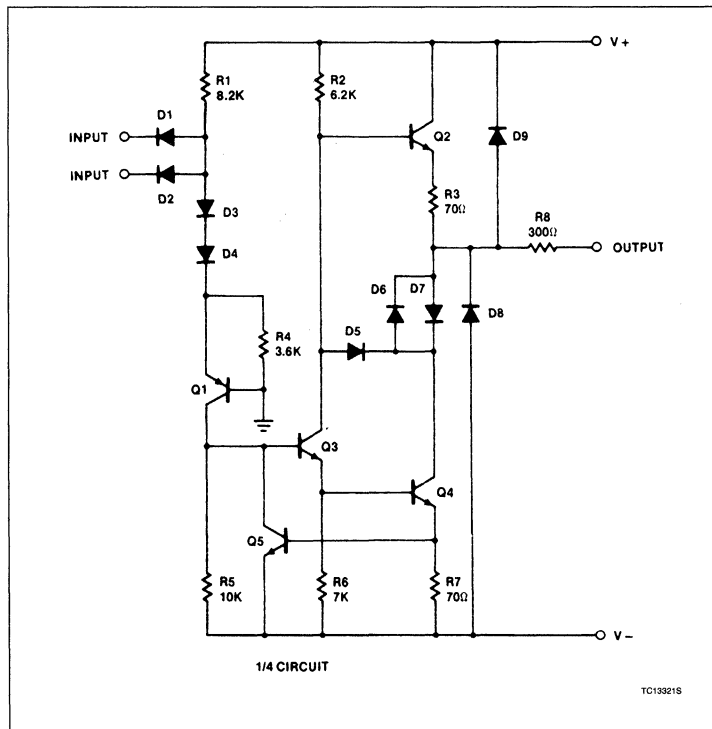 V+
R1
8.2K
R2
6.2K
D1
INPUT
Q2
D9
INPUT
D2
R3
70Ω
D3
R8
300Ω
OUTPUT
D4
D6
D7
R4
3.6K
D5
D8
Q1
Q3
Q4
Q5
R5
10K
R6
7K
R7
70Ω
V−
1/4 CIRCUIT
TC13321S